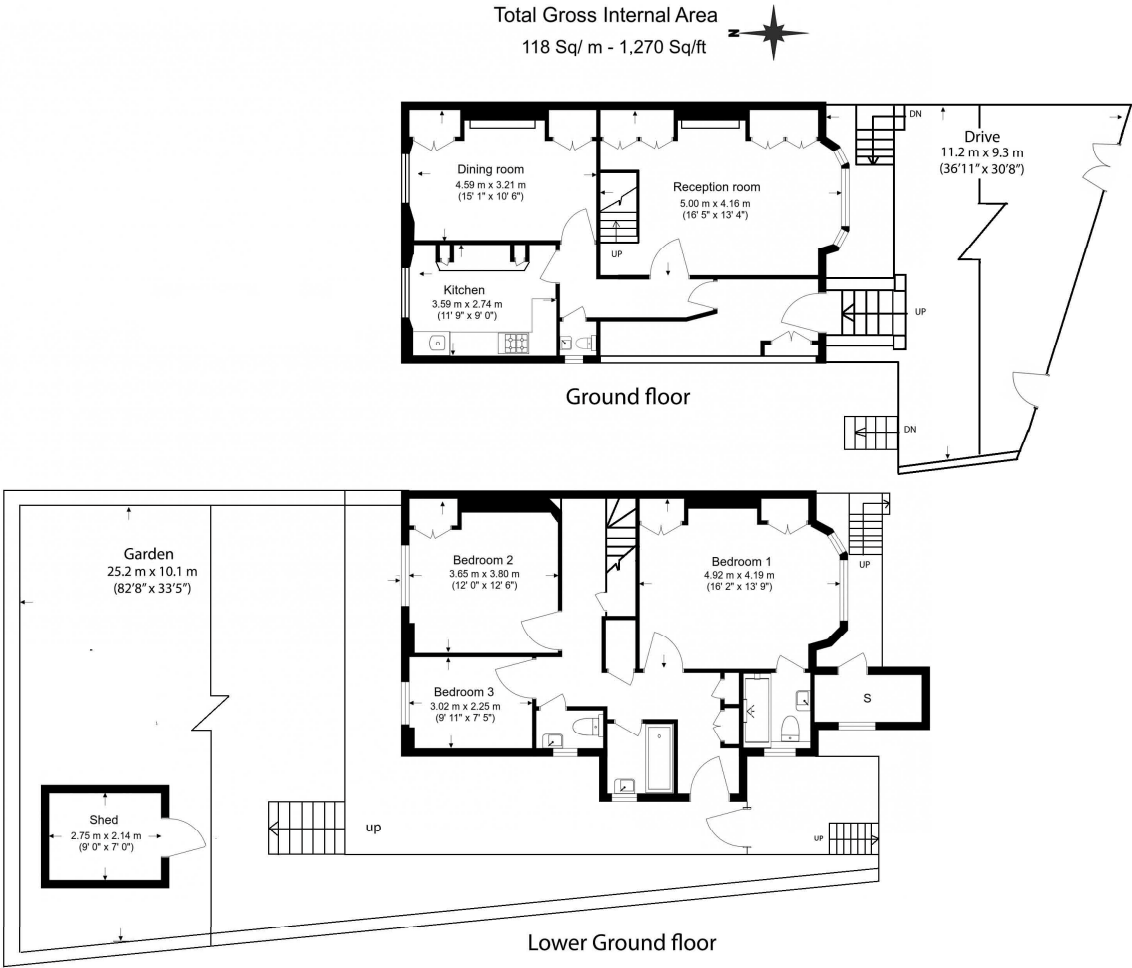 Total Gross Internal Area
118 Sq/ m - 1,270 Sq/ft
N
DN
Drive
11.2 m x 9.3 m
(36'11" x 30'8")
Dining room
4.59 m x 3.21 m
(15' 1" x 10' 6")
Reception room
5.00 m x 4.16 m
(16' 5" x 13' 4")
UP
Kitchen
3.59 m x 2.74 m
(11' 9" x 9' 0")
UP
Ground floor
DN
Garden
25.2 m x 10.1 m
(82'8" x 33'5")
Bedroom 2
3.65 m x 3.80 m
(12' 0" x 12' 6")
Bedroom 1
4.92 m x 4.19 m
(16' 2" x 13' 9")
UP
Bedroom 3
3.02 m x 2.25 m
(9' 11" x 7' 5")
S
Shed
2.75 m x 2.14 m
(9' 0" x 7' 0")
up
UP
Lower Ground floor